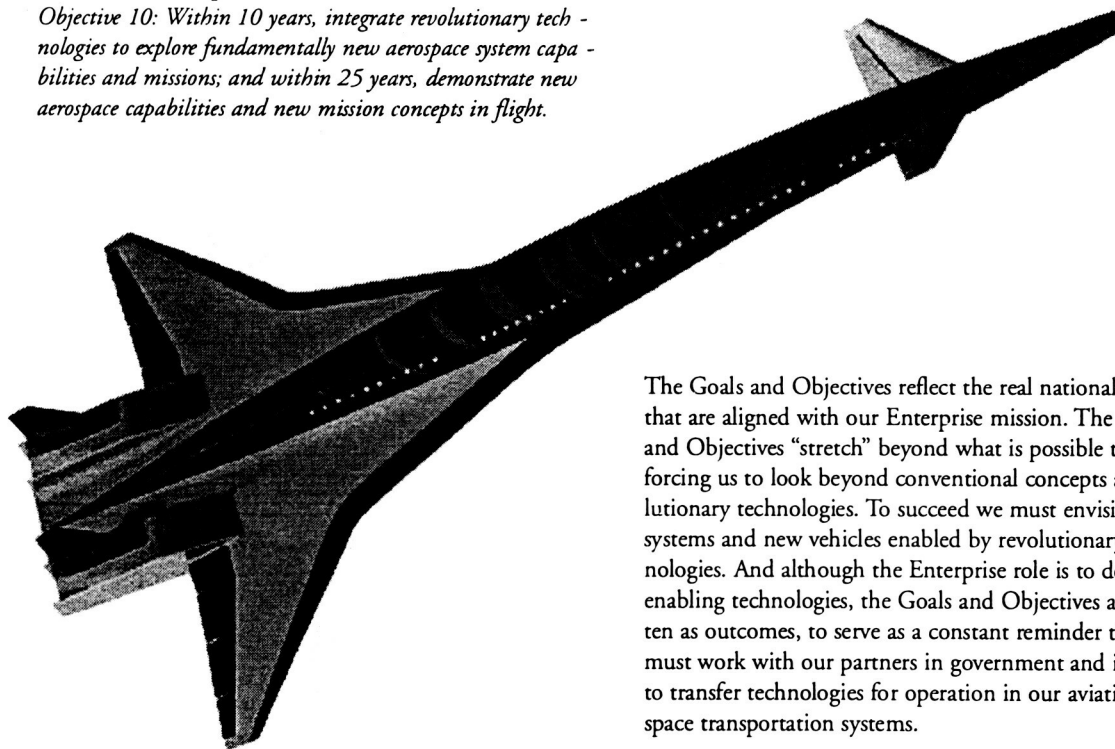 Objective 10: Within 10 years, integrate revolutionary tech -
nologies to explore fundamentally new aerospace system capa -
bilities and missions; and within 25 years, demonstrate new
aerospace capabilities and new mission concepts in flight.
The Goals and Objectives reflect the real national
that are aligned with our Enterprise mission. The
and Objectives “stretch” beyond what is possible t
forcing us to look beyond conventional concepts a
lutionary technologies. To succeed we must envisi
systems and new vehicles enabled by revolutionary
nologies. And although the Enterprise role is to de
enabling technologies, the Goals and Objectives a
ten as outcomes, to serve as a constant reminder t
must work with our partners in government and i
to transfer technologies for operation in our aviati
space transportation systems.